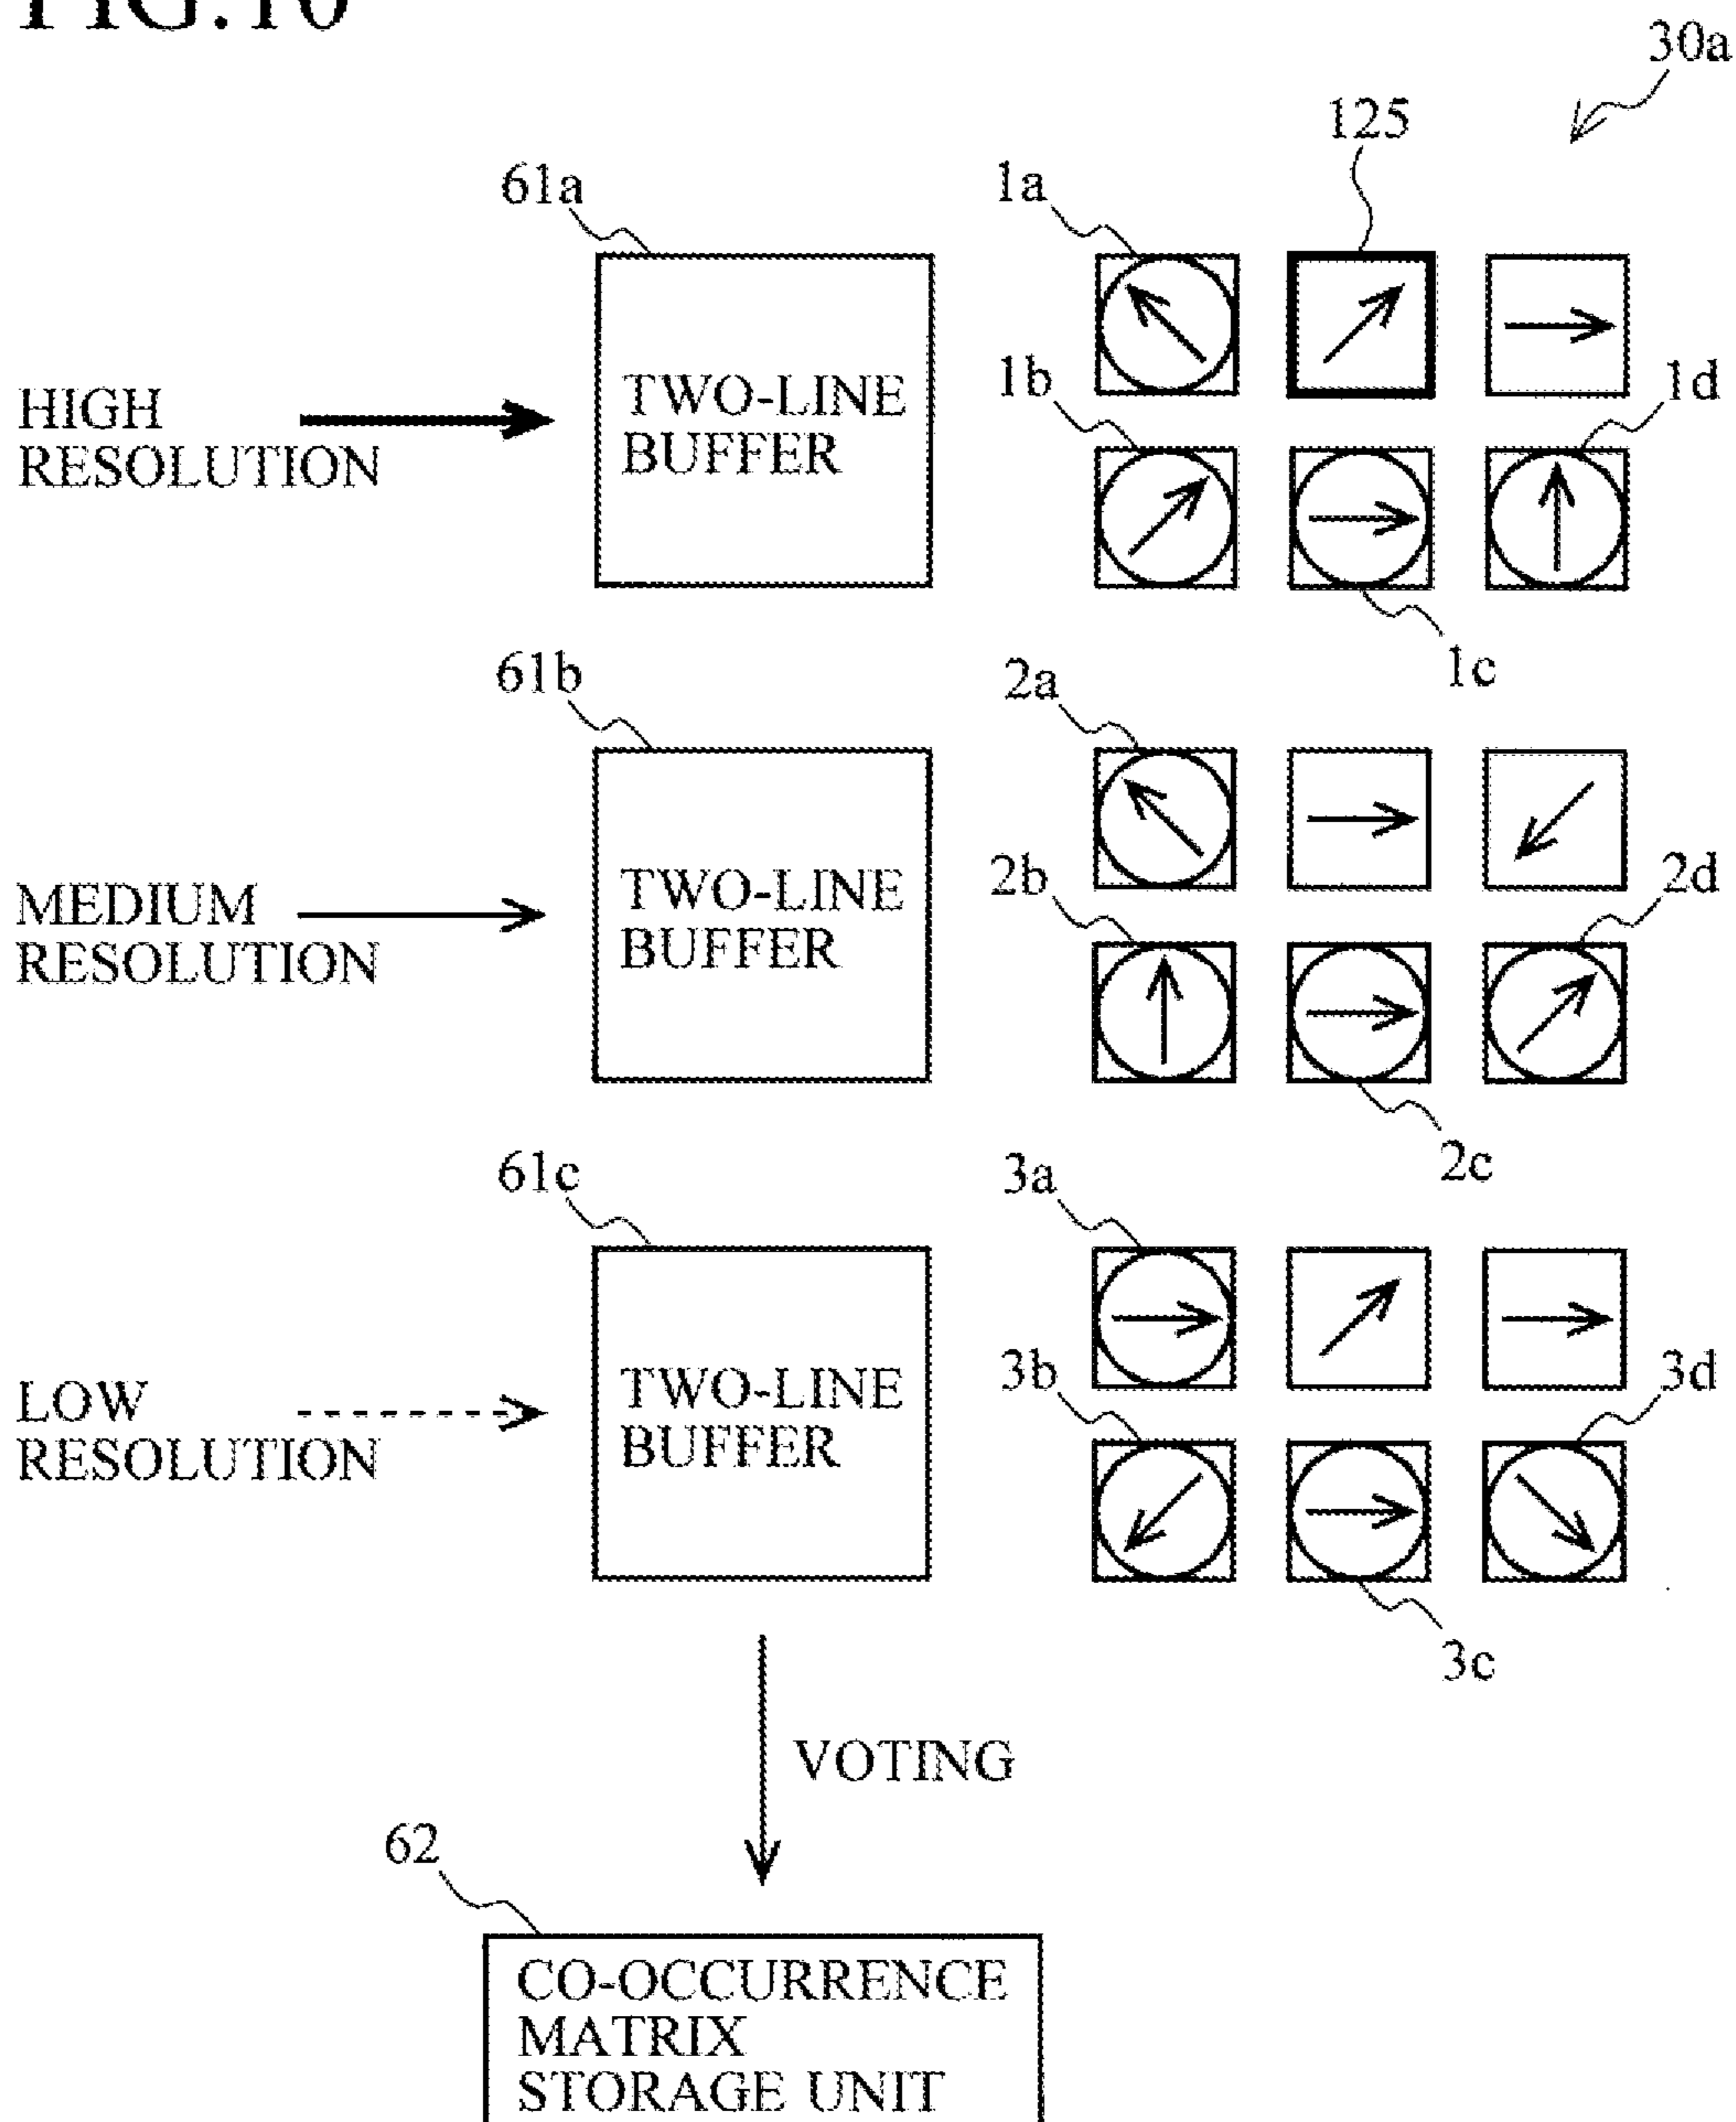 FIG.10
30a
125
61a
1a
HIGH
RESOLUTION
TWO-LINE
BUFFER
1b
1d
1c
61b
2a
MEDIUM
RESOLUTION
TWO-LINE
BUFFER
2b
2d
2c
61c
3a
LOW
RESOLUTION
TWO-LINE
BUFFER
3b
3d
3c
VOTING
62
CO-OCCURRENCE
MATRIX
STORAGE UNIT